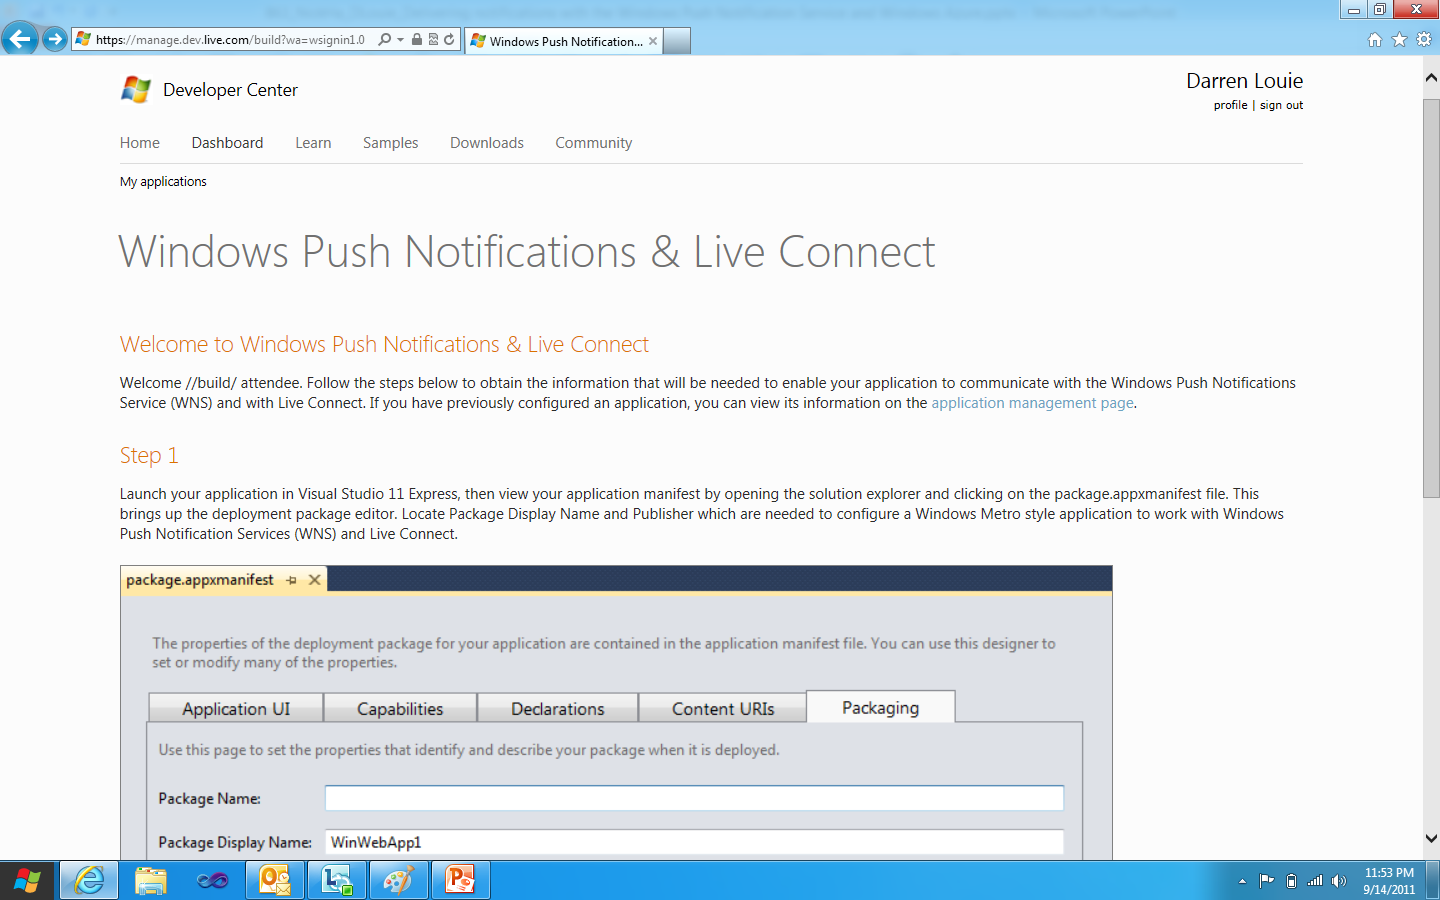 https://manage.dev.live.com/build?wa=wsignin1.0
Windows Push Notification...
Developer Center
Darren Louie
profile | sign out
Home Dashboard Learn Samples Downloads Community
My applications
Windows Push Notifications & Live Connect
Welcome to Windows Push Notifications & Live Connect
Welcome //build/ attendee. Follow the steps below to obtain the information that will be needed to enable your application to communicate with the Windows Push Notifications
Service (WNS) and with Live Connect. If you have previously configured an application, you can view its information on the application management page.
Step 1
Launch your application in Visual Studio 11 Express, then view your application manifest by opening the solution explorer and clicking on the package.appxmanifest file. This
brings up the deployment package editor. Locate Package Display Name and Publisher which are needed to configure a Windows Metro style application to work with Windows
Push Notification Services (WNS) and Live Connect.
package.appxmanifest
The properties of the deployment package for your application are contained in the application manifest file. You can use this designer to
set or modify many of the properties.
Application UI Capabilities Declarations Content URIs Packaging
Use this page to set the properties that identify and describe your package when it is deployed.
Package Name:
Package Display Name: WinWebApp1
11:53 PM
9/14/2011